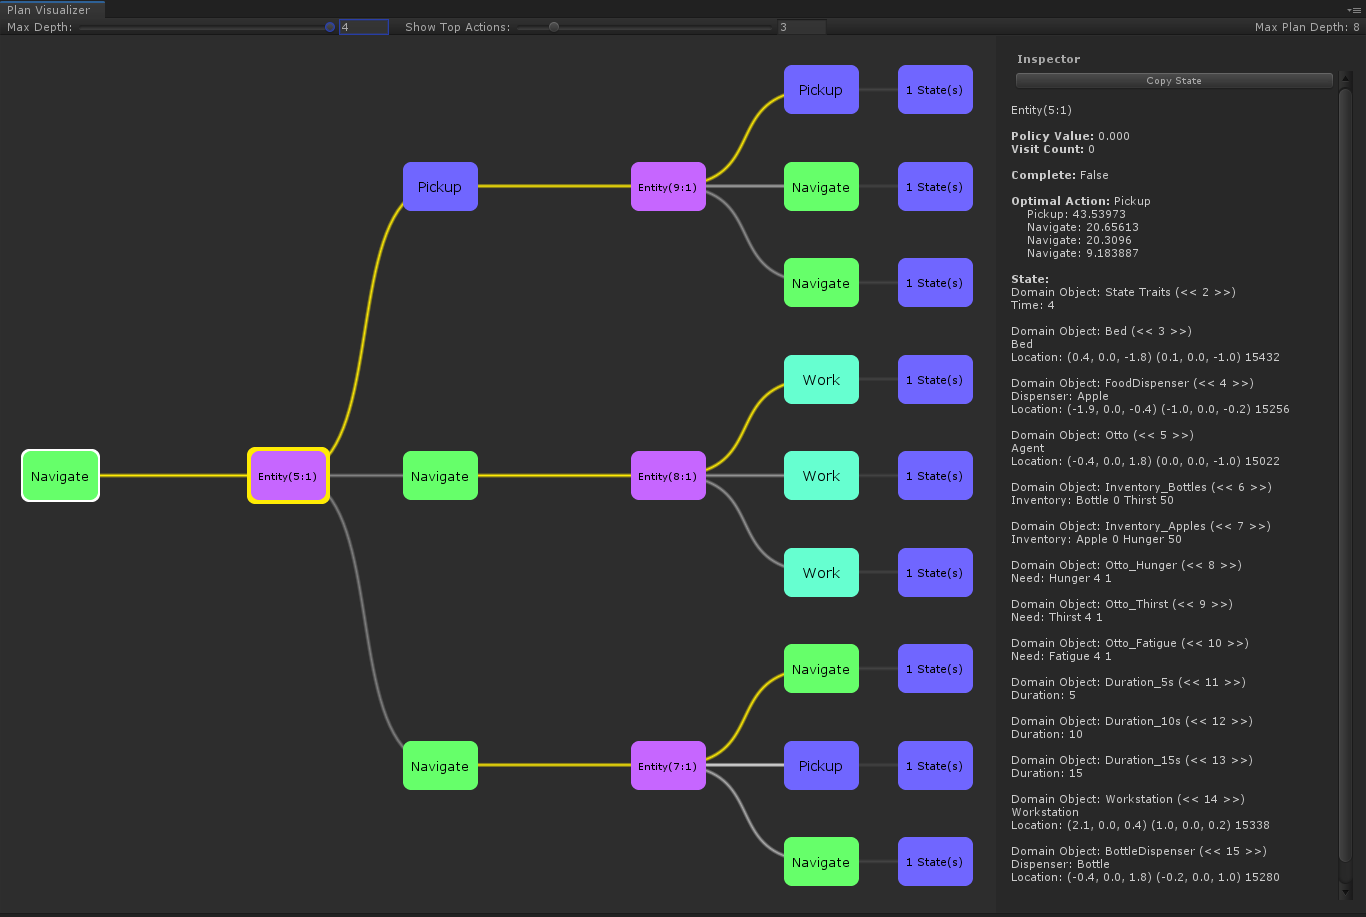 Plan Visualizer
Max Depth: 4 Show Top Actions: 3 Max Plan Depth: 8
Pickup 1 State(s)
Pickup Entity(9:1) Navigate 1 State(s)
Navigate 1 State(s)
Work 1 State(s)
Navigate Entity(5:1) Navigate Entity(8:1) Work 1 State(s)
Work 1 State(s)
Navigate 1 State(s)
Navigate Entity(7:1) Pickup 1 State(s)
Navigate 1 State(s)
Inspector
Copy State
Entity(5:1)
Policy Value: 0.000
Visit Count: 0
Complete: False
Optimal Action: Pickup
Pickup: 43.53973
Navigate: 20.65613
Navigate: 20.3096
Navigate: 9.183887
State:
Domain Object: State Traits (<< 2 >>)
Time: 4
Domain Object: Bed (<< 3 >>)
Bed
Location: (0.4, 0.0, -1.8) (0.1, 0.0, -1.0) 15432
Domain Object: FoodDispenser (<< 4 >>)
Dispenser: Apple
Location: (-1.9, 0.0, -0.4) (-1.0, 0.0, -0.2) 15256
Domain Object: Otto (<< 5 >>)
Agent
Location: (-0.4, 0.0, 1.8) (0.0, 0.0, -1.0) 15022
Domain Object: Inventory_Bottles (<< 6 >>)
Inventory: Bottle 0 Thirst 50
Domain Object: Inventory_Apples (<< 7 >>)
Inventory: Apple 0 Hunger 50
Domain Object: Otto_Hunger (<< 8 >>)
Need: Hunger 4 1
Domain Object: Otto_Thirst (<< 9 >>)
Need: Thirst 4 1
Domain Object: Otto_Fatigue (<< 10 >>)
Need: Fatigue 4 1
Domain Object: Duration_5s (<< 11 >>)
Duration: 5
Domain Object: Duration_10s (<< 12 >>)
Duration: 10
Domain Object: Duration_15s (<< 13 >>)
Duration: 15
Domain Object: Workstation (<< 14 >>)
Workstation
Location: (2.1, 0.0, 0.4) (1.0, 0.0, 0.2) 15338
Domain Object: BottleDispenser (<< 15 >>)
Dispenser: Bottle
Location: (-0.4, 0.0, 1.8) (-0.2, 0.0, 1.0) 15280